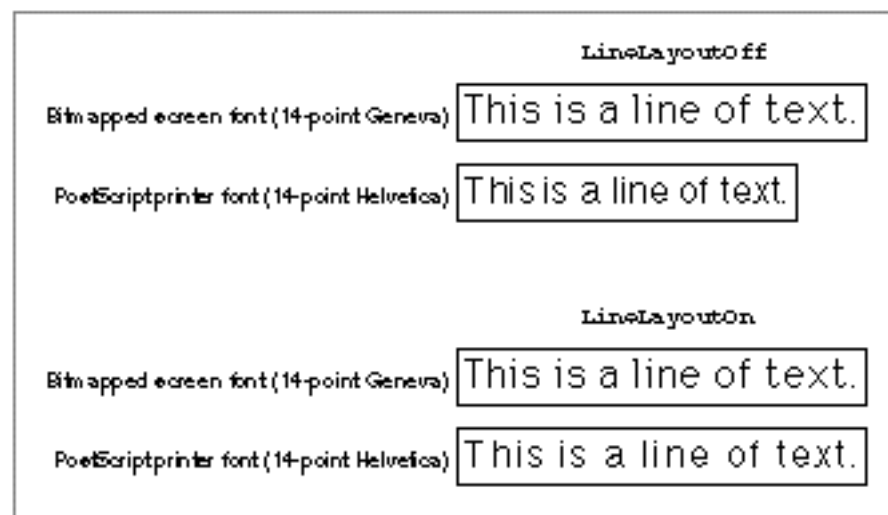 LineLayoutOff
Bitmapped screen font (14-point Geneva) This is a line of text.
PostScript printer font (14-point Helvetica) This is a line of text.
LineLayoutOn
Bitmapped screen font (14-point Geneva) This is a line of text.
PostScript printer font (14-point Helvetica) This is a line of text.